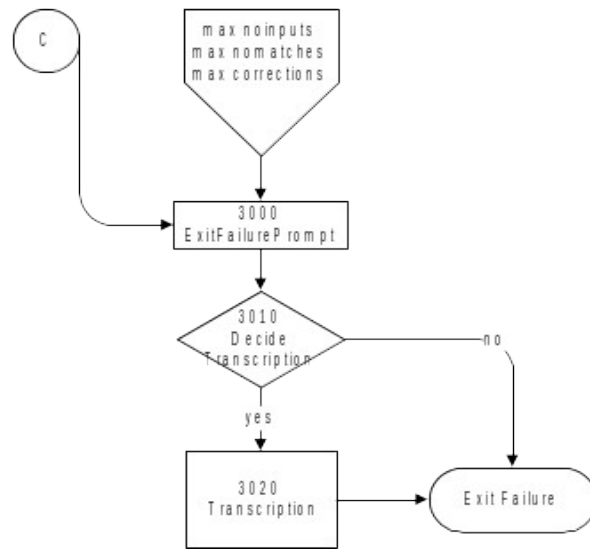 C
max noinputs
max nomatches
max corrections
3000
ExitFailurePrompt
3010
Decide
Transcription
no
yes
3020
Transcription
Exit Failure